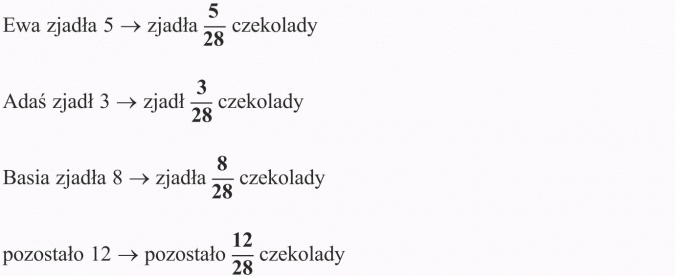 Ewa zjadła 5 → zjadła 5/28 czekolady
Adaś zjadł 3 → zjadł 3/28 czekolady
Basia zjadła 8 → zjadła 8/28 czekolady
pozostało 12 → pozostało 12/28 czekolady